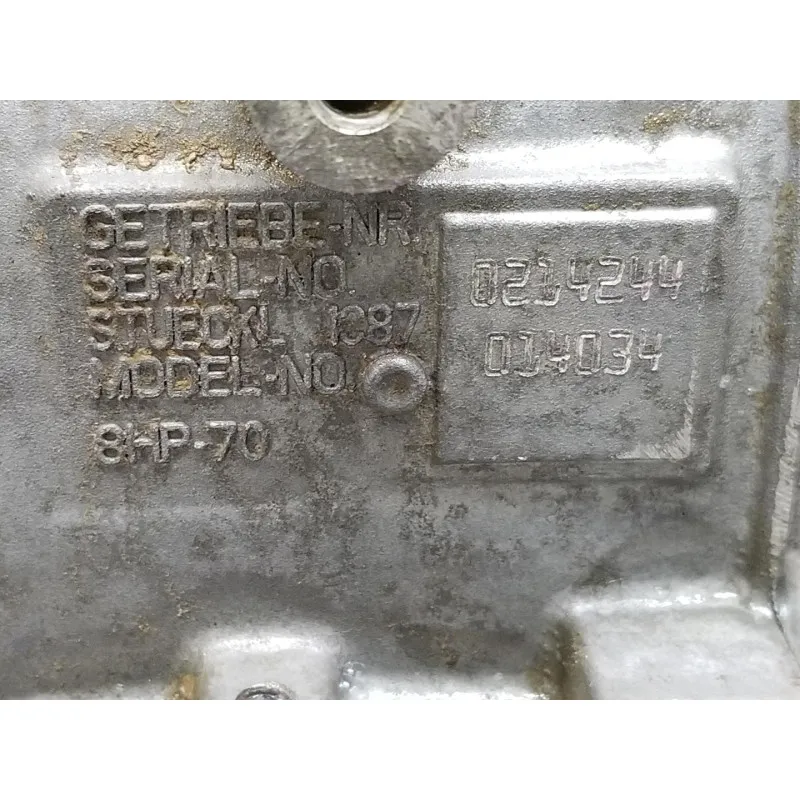 GETRIEBE-NR.
SERIAL-NO. 0214244
STUECKL 1087
MODEL-NO. 014034
8HP-70